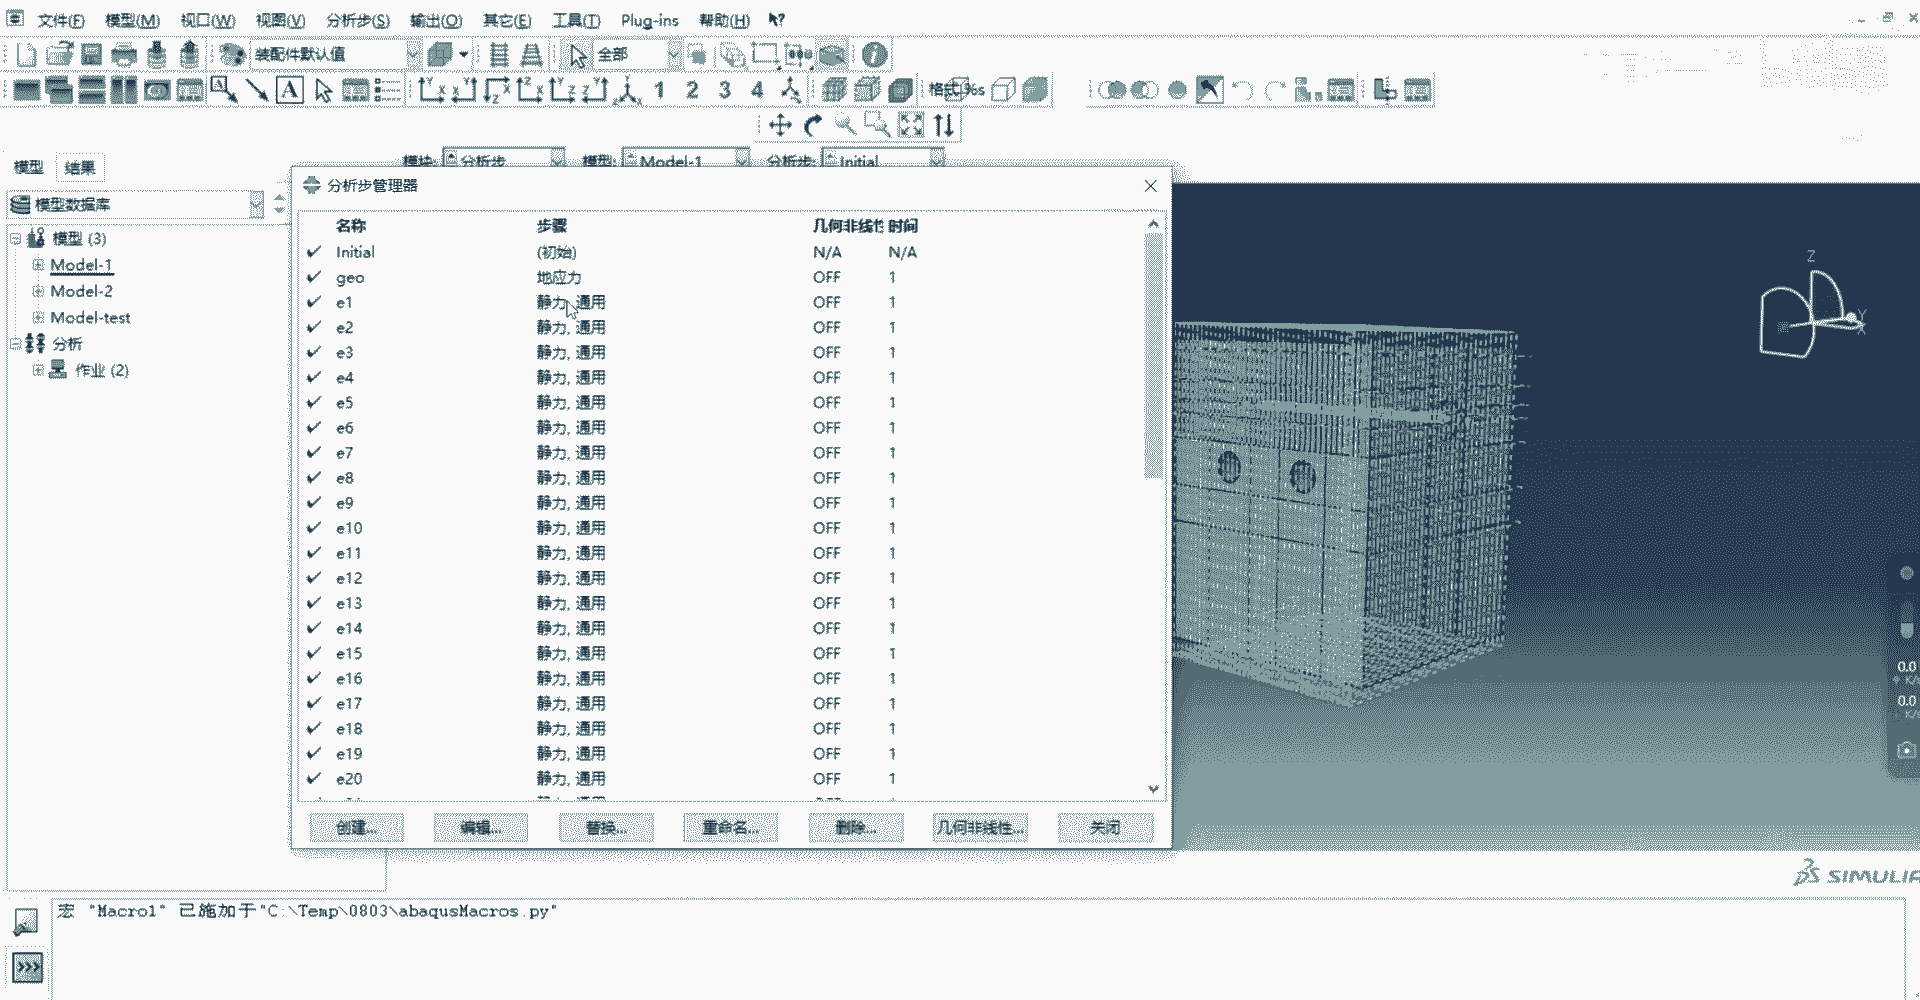 文件(F) 模型(M) 视口(W) 视图(V) 分析步(S) 输出(O) 其它(E) 工具(T) Plug-ins 帮助(H)
装配件默认值 全部
A 1 2 3 4 格式%s
模型 结果 模块: 分析步 模型: Model-1 分析步: Initial
模型数据库
模型 (3)
Model-1
Model-2
Model-test
分析
作业 (2)
分析步管理器
名称 步骤 几何非线性 时间
Initial (初始) N/A N/A
geo 地应力 OFF 1
e1 静力, 通用 OFF 1
e2 静力, 通用 OFF 1
e3 静力, 通用 OFF 1
e4 静力, 通用 OFF 1
e5 静力, 通用 OFF 1
e6 静力, 通用 OFF 1
e7 静力, 通用 OFF 1
e8 静力, 通用 OFF 1
e9 静力, 通用 OFF 1
e10 静力, 通用 OFF 1
e11 静力, 通用 OFF 1
e12 静力, 通用 OFF 1
e13 静力, 通用 OFF 1
e14 静力, 通用 OFF 1
e15 静力, 通用 OFF 1
e16 静力, 通用 OFF 1
e17 静力, 通用 OFF 1
e18 静力, 通用 OFF 1
e19 静力, 通用 OFF 1
e20 静力, 通用 OFF 1
创建... 编辑... 替换... 重命名... 删除... 几何非线性... 关闭
Z
Y
X
0.0
K/s
0.0
K/s
SIMULIA
宏 "Macro1" 已施加于"C:\Temp\0803\abaqusMacros.py"
>>>